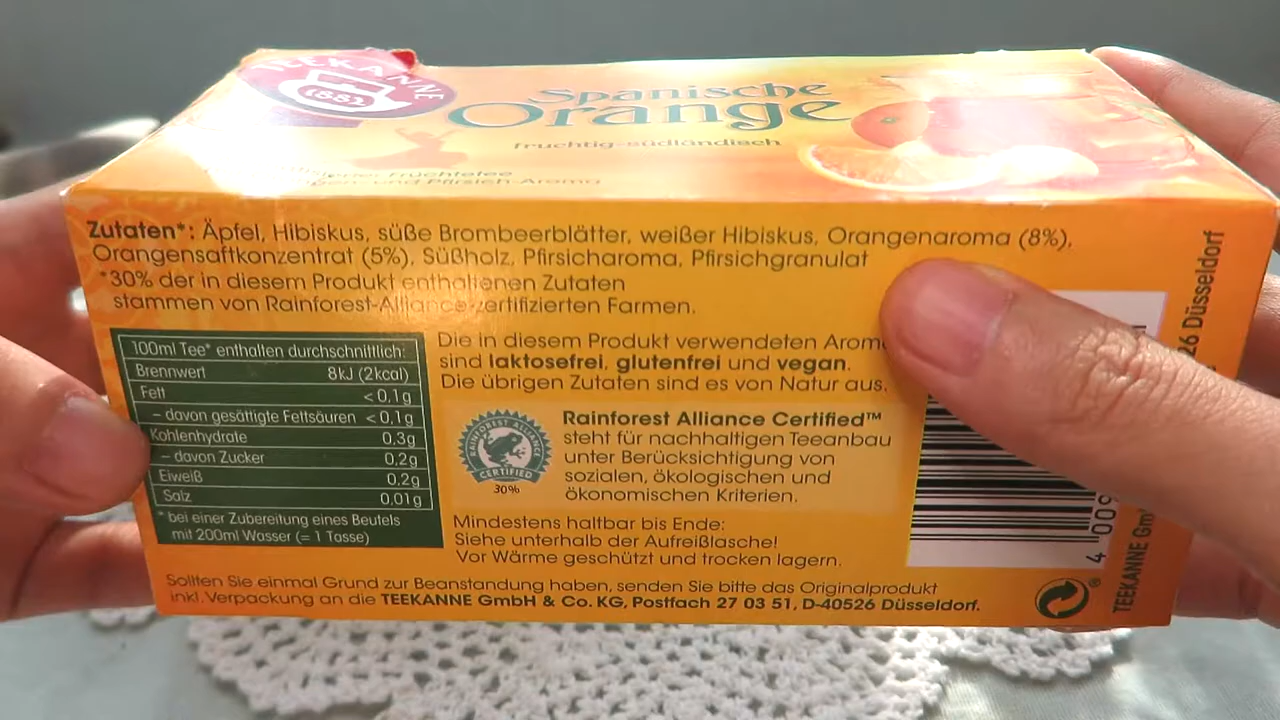 TEEKANNE
1882
Spanische
Orange
fruchtig-südländisch
Früchtetee
und Pfirsich-Aroma
Zutaten*: Äpfel, Hibiskus, süße Brombeerblätter, weißer Hibiskus, Orangenaroma (8%),
Orangensaftkonzentrat (5%), Süßholz, Pfirsicharoma, Pfirsichgranulat
*30% der in diesem Produkt enthaltenen Zutaten
stammen von Rainforest-Alliance-zertifizierten Farmen.
100ml Tee* enthalten durchschnittlich:
Brennwert 8kJ (2kcal)
Fett <0,1g
– davon gesättigte Fettsäuren <0,1g
Kohlenhydrate 0,3g
– davon Zucker 0,2g
Eiweiß 0,2g
Salz 0,01g
* bei einer Zubereitung eines Beutels
mit 200ml Wasser (= 1 Tasse)
Die in diesem Produkt verwendeten Arom
sind laktosefrei, glutenfrei und vegan.
Die übrigen Zutaten sind es von Natur aus.
RAINFOREST ALLIANCE
CERTIFIED
30%
Rainforest Alliance Certified™
steht für nachhaltigen Teeanbau
unter Berücksichtigung von
sozialen, ökologischen und
ökonomischen Kriterien.
Mindestens haltbar bis Ende:
Siehe unterhalb der Aufreißlasche!
Vor Wärme geschützt und trocken lagern.
Sollten Sie einmal Grund zur Beanstandung haben, senden Sie bitte das Originalprodukt
inkl. Verpackung an die TEEKANNE GmbH & Co. KG, Postfach 27 03 51, D-40526 Düsseldorf.
4 009
®
TEEKANNE Gm
26 Düsseldorf